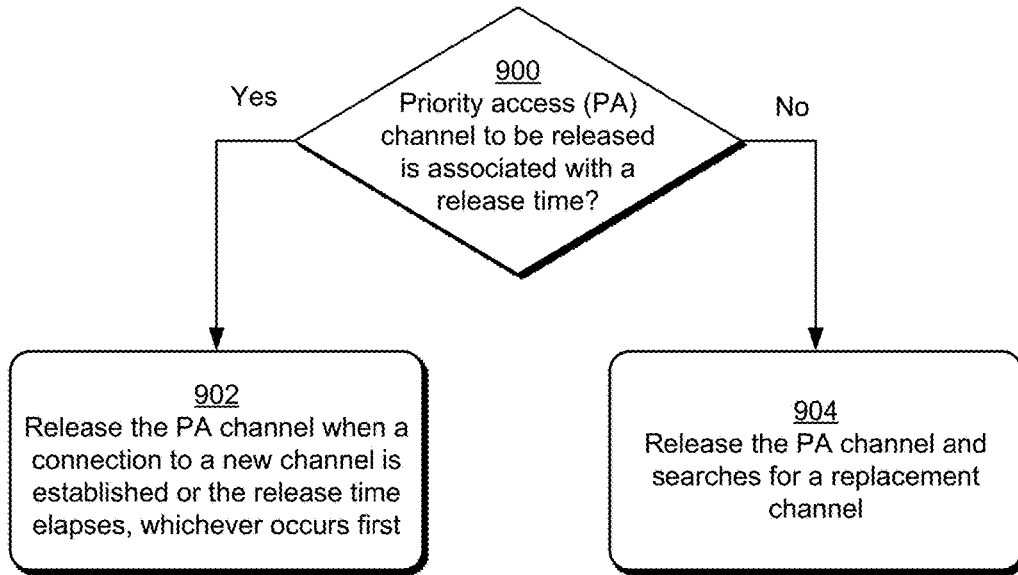 900
Priority access (PA)
channel to be released
is associated with a
release time?
Yes
No
902
Release the PA channel when a
connection to a new channel is
established or the release time
elapses, whichever occurs first
904
Release the PA channel and
searches for a replacement
channel